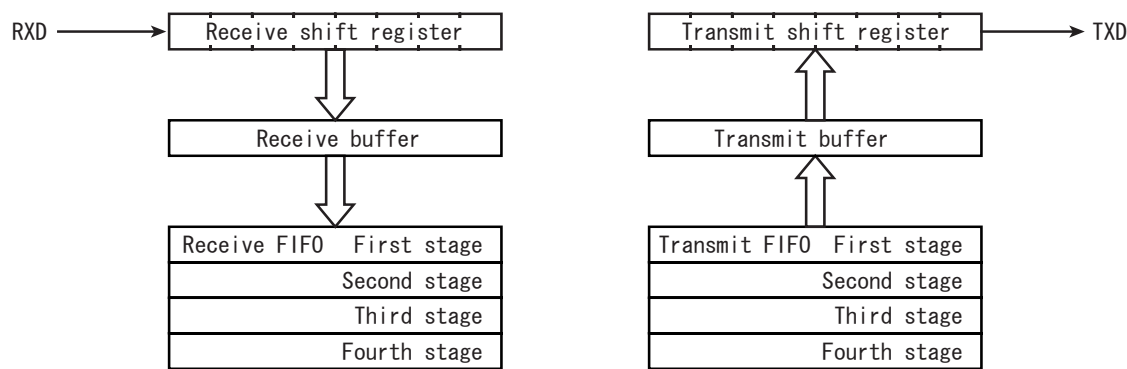 RXD
Receive shift register
Receive buffer
Receive FIFO First stage
Second stage
Third stage
Fourth stage
Transmit shift register
TXD
Transmit buffer
Transmit FIFO First stage
Second stage
Third stage
Fourth stage